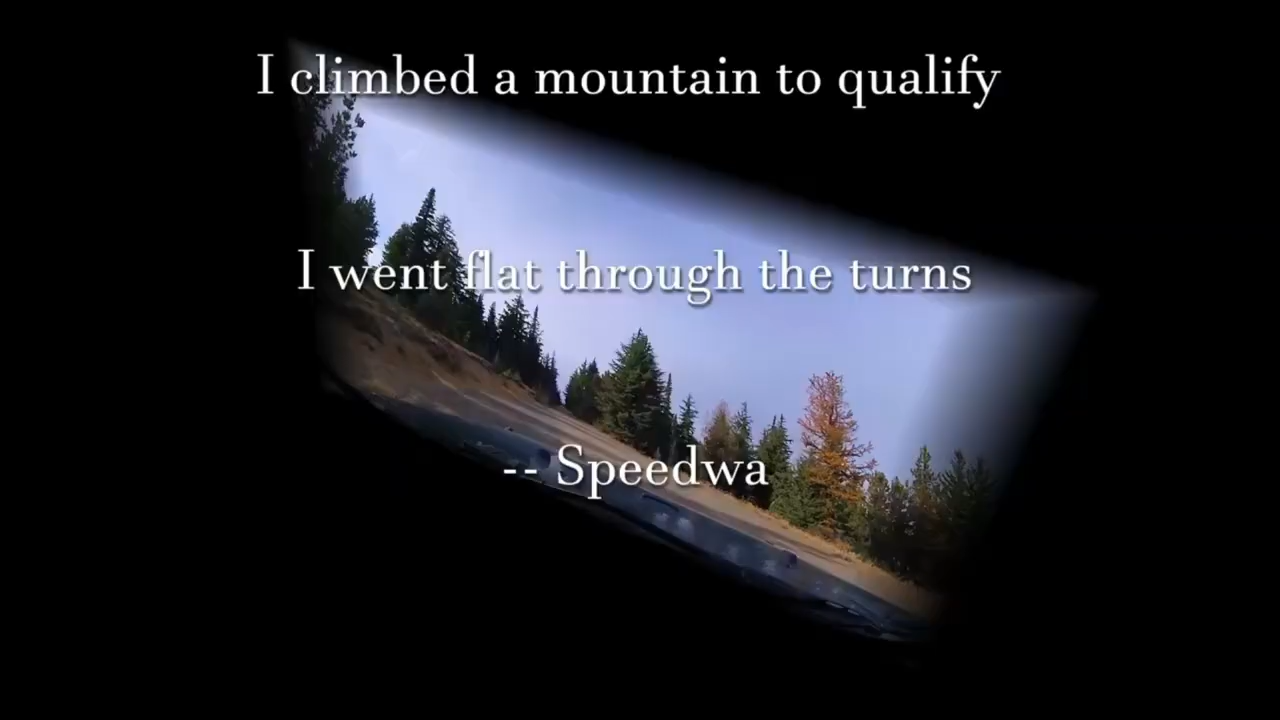 I climbed a mountain to qualify
I went flat through the turns
-- Speedwa